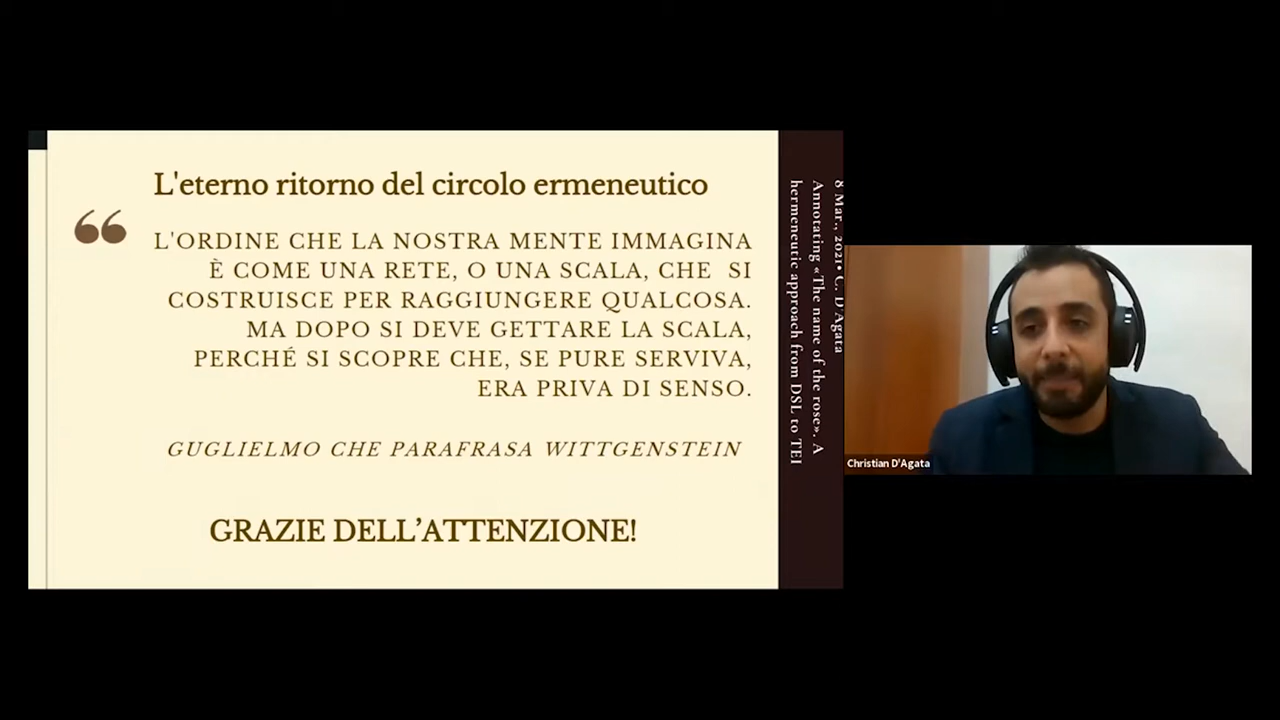 L'eterno ritorno del circolo ermeneutico
“
L'ORDINE CHE LA NOSTRA MENTE IMMAGINA
È COME UNA RETE, O UNA SCALA, CHE SI
COSTRUISCE PER RAGGIUNGERE QUALCOSA.
MA DOPO SI DEVE GETTARE LA SCALA,
PERCHÉ SI SCOPRE CHE, SE PURE SERVIVA,
ERA PRIVA DI SENSO.
GUGLIELMO CHE PARAFRASA WITTGENSTEIN
GRAZIE DELL’ATTENZIONE!
8 Mar., 2021• C. D'Agata
Annotating «The name of the rose». A
hermeneutic approach from DSL to TEI
Christian D'Agata